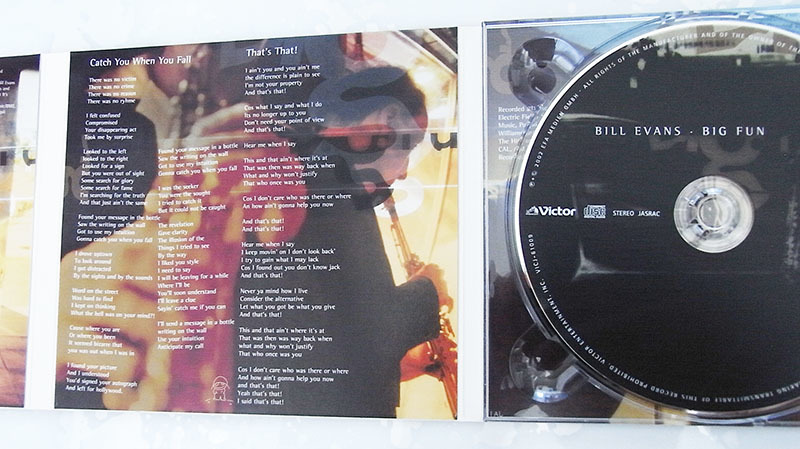 Catch You When You Fall
There was no victim
There was no crime
There was no reason
There was no ryhme
I felt confined
Compromised
Your disappearing act
Took me by surprise
Looked to the left
looked to the right
Looked for a sign
But you were out of sight
Some search for glory
Some search for fame
I'm searching for the truth
And that Just ain't the same
Found your message in the bottle
Saw the writing on the wall
Got to use my intuition
Gonna catch you when you fall
I drove uptown
To look around
I got distracted
By the sights and by the sounds
Word on the street
Was hard to find
I kept on thinking
What the hell was on your mind?!
Cause where you are
Or where you been
It seemed bizarre that
you was out when I was in
I found your picture
And I understood
You'd signed your autograph
And left for hollywood.
Found your message in a bottle
Saw the writing on the wall
Got to use my intuition
Gonna catch you when you fall
I was the seeker
You were the sought
I tried to catch it
But it could not be caught
The revelation
Gave clarity
The illusion of the
Things I tried to see
By the way
I liked you style
I need to say
I will be leaving for a while
Where I'll be
You'll soon understand
I'll leave a clue
Sayin' catch me if you can
I'll send a message in a bottle
writing on the wall
Use your intuition
Anticipate my call
That's That!
I ain't you and you ain't me
the difference is plain to see
I'm not your property
And that's that!
Cos what I say and what I do
Its no longer up to you
Don't need your point of view
And that's that!
Hear me when I say
This and that ain't where it's at
That was then was way back when
What and why won't justify
That who once was you
Cos I don't care who was there or where
An how ain't gonna help you now
And that's that!
And that's that!
Hear me when I say
I keep movin' on I don't look back'
I try to gain what I may lack
Cos I found out you don't know jack
And that's that!
Never ya mind how I live
Consider the alternative
Let what you got be what you give
And that's that!
This and that ain't where it's at
That was then was way back when
what and why won't justify
That who once was you
Cos I don't care who was there or where
And how ain't gonna help you now
and that's that!
Yeah that's that!
I said that's that!
BILL EVANS · BIG FUN
Victor
STEREO JASRAC